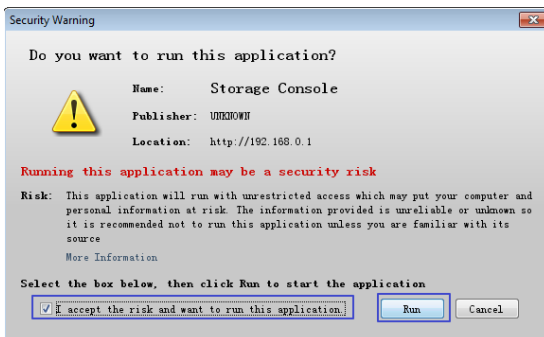 Security Warning
Do you want to run this application?
Name: Storage Console
Publisher: UNKNOWN
Location: http://192.168.0.1
Running this application may be a security risk
Risk: This application will run with unrestricted access which may put your computer and
personal information at risk. The information provided is unreliable or unknown so
it is recommended not to run this application unless you are familiar with its
source
More Information
Select the box below, then click Run to start the application
I accept the risk and want to run this application.
Run Cancel